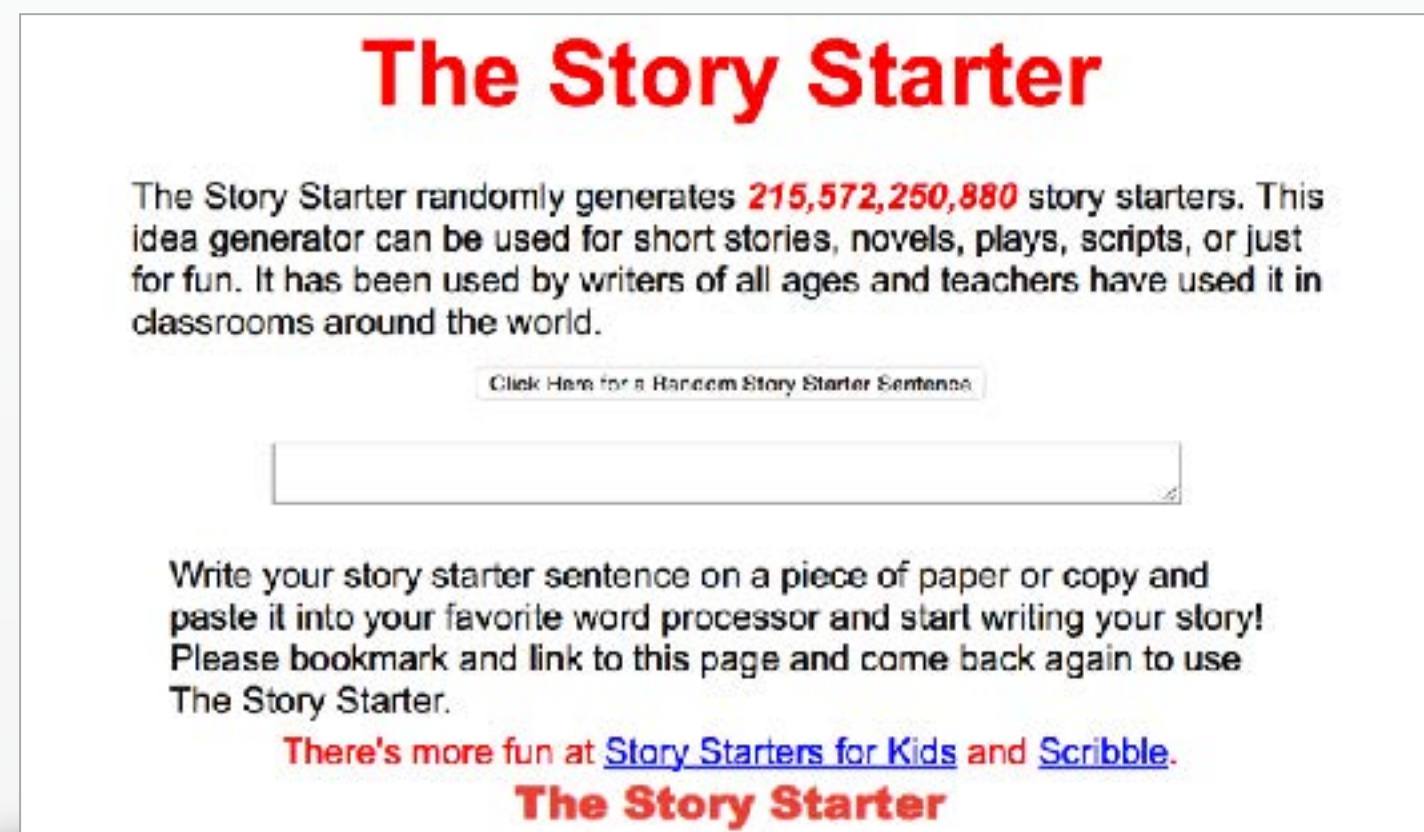 The Story Starter
The Story Starter randomly generates 215,572,250,880 story starters. This
idea generator can be used for short stories, novels, plays, scripts, or just
for fun. It has been used by writers of all ages and teachers have used it in
classrooms around the world.
Click Here for a Random Story Starter Sentence
Write your story starter sentence on a piece of paper or copy and
paste it into your favorite word processor and start writing your story!
Please bookmark and link to this page and come back again to use
The Story Starter.
There's more fun at Story Starters for Kids and Scribble.
The Story Starter